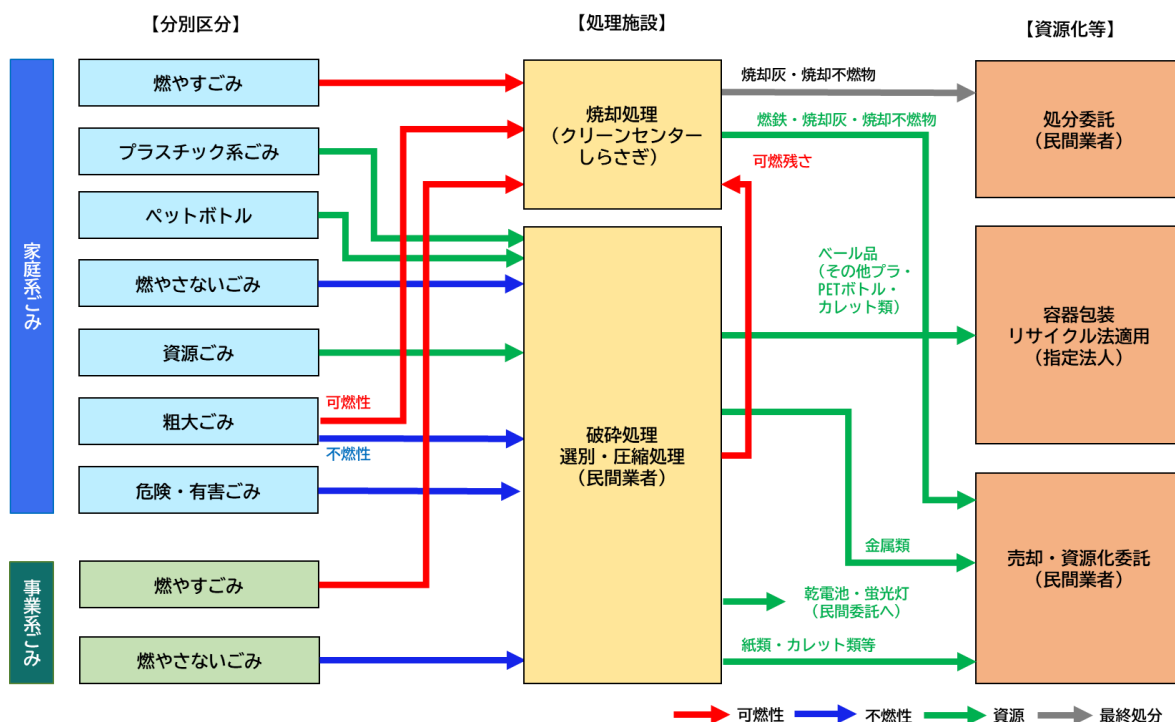 【分別区分】
【処理施設】
【資源化等】
家庭系ごみ
燃やすごみ
プラスチック系ごみ
ペットボトル
燃やさないごみ
資源ごみ
粗大ごみ
可燃性
不燃性
危険・有害ごみ
事業系ごみ
燃やすごみ
燃やさないごみ
焼却処理
（クリーンセンター
しらさぎ）
破砕処理
選別・圧縮処理
（民間業者）
焼却灰・焼却不燃物
燃鉄・焼却灰・焼却不燃物
可燃残さ
ベール品
（その他プラ・
PETボトル・
カレット類）
金属類
乾電池・蛍光灯
（民間委託へ）
紙類・カレット類等
処分委託
（民間業者）
容器包装
リサイクル法適用
（指定法人）
売却・資源化委託
（民間業者）
可燃性
不燃性
資源
最終処分